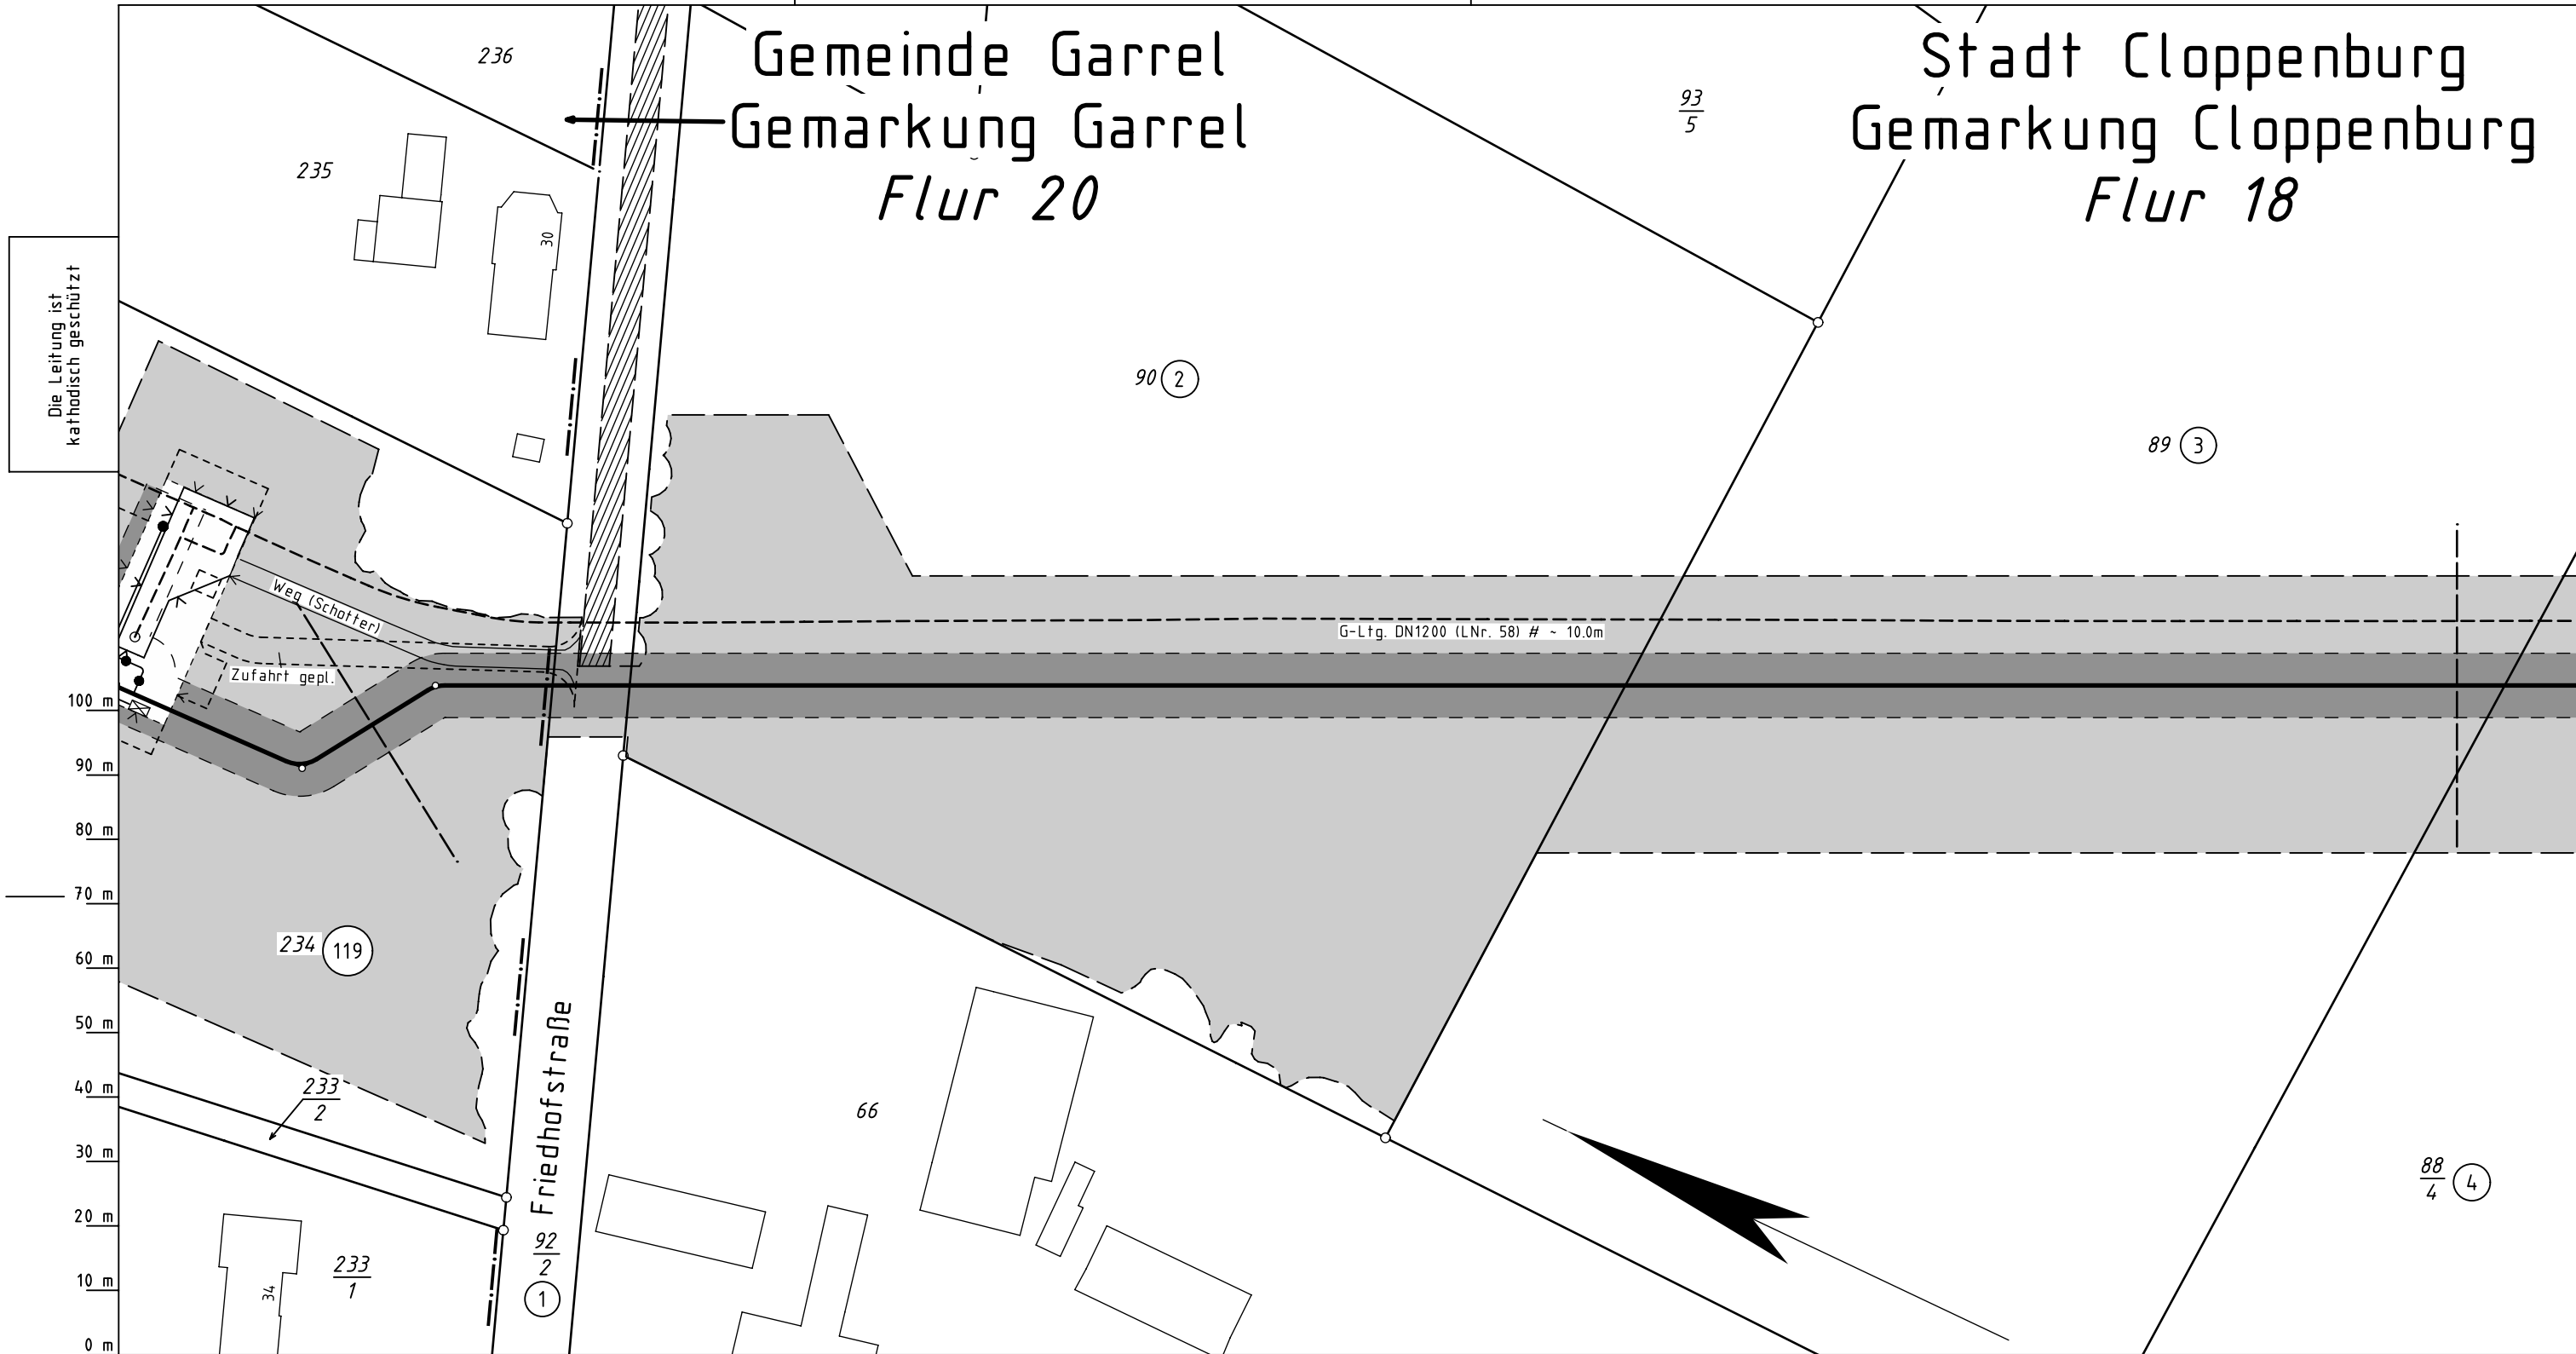 236
Gemeinde Garrel
Gemarkung Garrel
Flur 20
93
5
Stadt Cloppenburg
Gemarkung Cloppenburg
Flur 18
235
30
Die Leitung ist
kathodisch geschützt
90 2
89 3
Weg (Schotter)
G-Ltg. DN1200 (LNr. 58) # ~ 10.0m
Zufahrt gepl.
100 m
90 m
80 m
70 m
60 m
50 m
40 m
30 m
20 m
10 m
0 m
234 119
233
2
Friedhofstraße
66
88
4
4
92
2
1
233
1
34